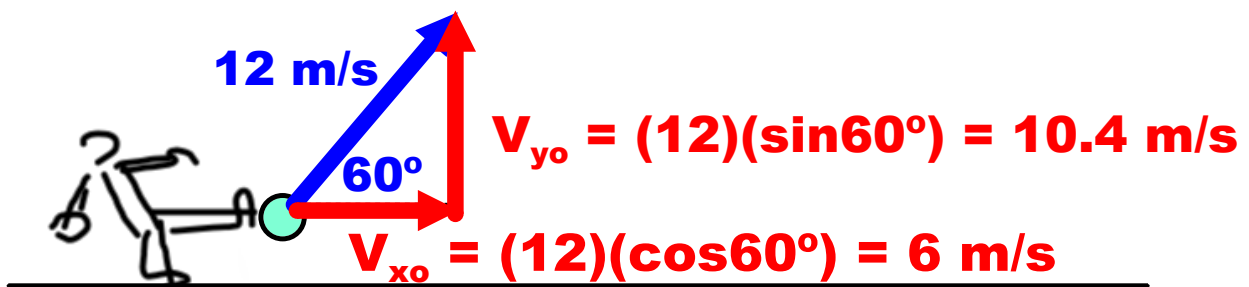 12 m/s
Vyo = (12)(sin60º) = 10.4 m/s
60º
Vxo = (12)(cos60º) = 6 m/s